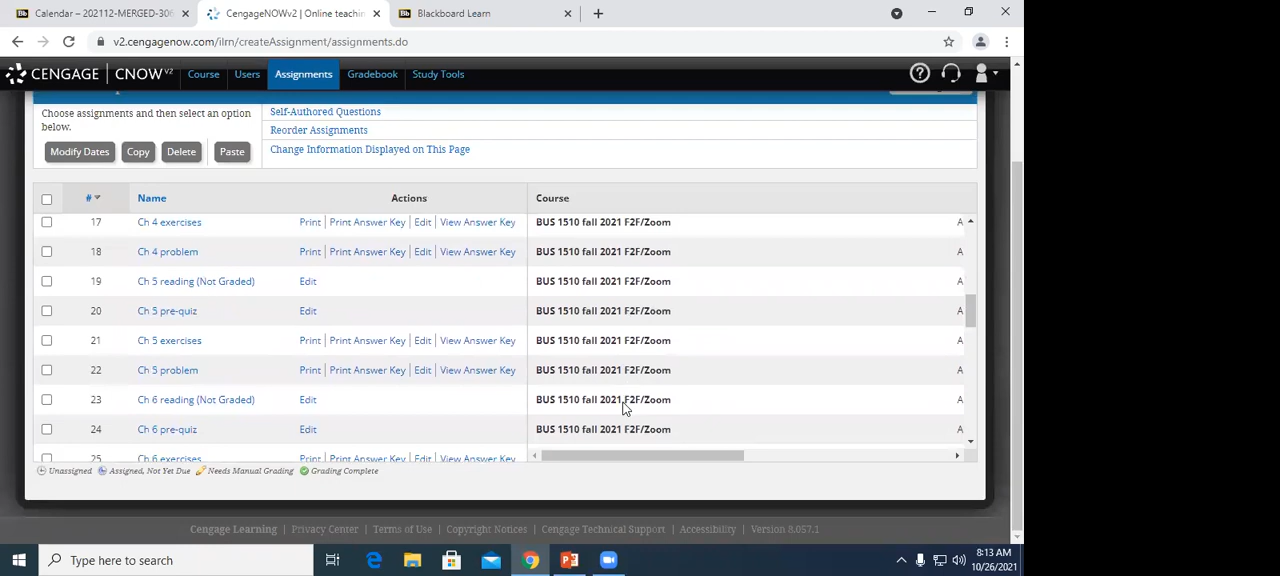 Calendar – 202112-MERGED-306
CengageNOWv2 | Online teachin
Blackboard Learn
v2.cengagenow.com/ilrn/createAssignment/assignments.do
CENGAGE CNOWv2 Course Users Assignments Gradebook Study Tools
Choose assignments and then select an option
below.
Modify Dates Copy Delete Paste
Self-Authored Questions
Reorder Assignments
Change Information Displayed on This Page
# Name Actions Course
17 Ch 4 exercises Print | Print Answer Key | Edit | View Answer Key BUS 1510 fall 2021 F2F/Zoom A
18 Ch 4 problem Print | Print Answer Key | Edit | View Answer Key BUS 1510 fall 2021 F2F/Zoom A
19 Ch 5 reading (Not Graded) Edit BUS 1510 fall 2021 F2F/Zoom A
20 Ch 5 pre-quiz Edit BUS 1510 fall 2021 F2F/Zoom A
21 Ch 5 exercises Print | Print Answer Key | Edit | View Answer Key BUS 1510 fall 2021 F2F/Zoom A
22 Ch 5 problem Print | Print Answer Key | Edit | View Answer Key BUS 1510 fall 2021 F2F/Zoom A
23 Ch 6 reading (Not Graded) Edit BUS 1510 fall 2021 F2F/Zoom A
24 Ch 6 pre-quiz Edit BUS 1510 fall 2021 F2F/Zoom A
25 Ch 6 exercises Print | Print Answer Key | Edit | View Answer Key
Unassigned Assigned, Not Yet Due Needs Manual Grading Grading Complete
Cengage Learning | Privacy Center | Terms of Use | Copyright Notices | Cengage Technical Support | Accessibility | Version 8.057.1
Type here to search
8:13 AM
10/26/2021